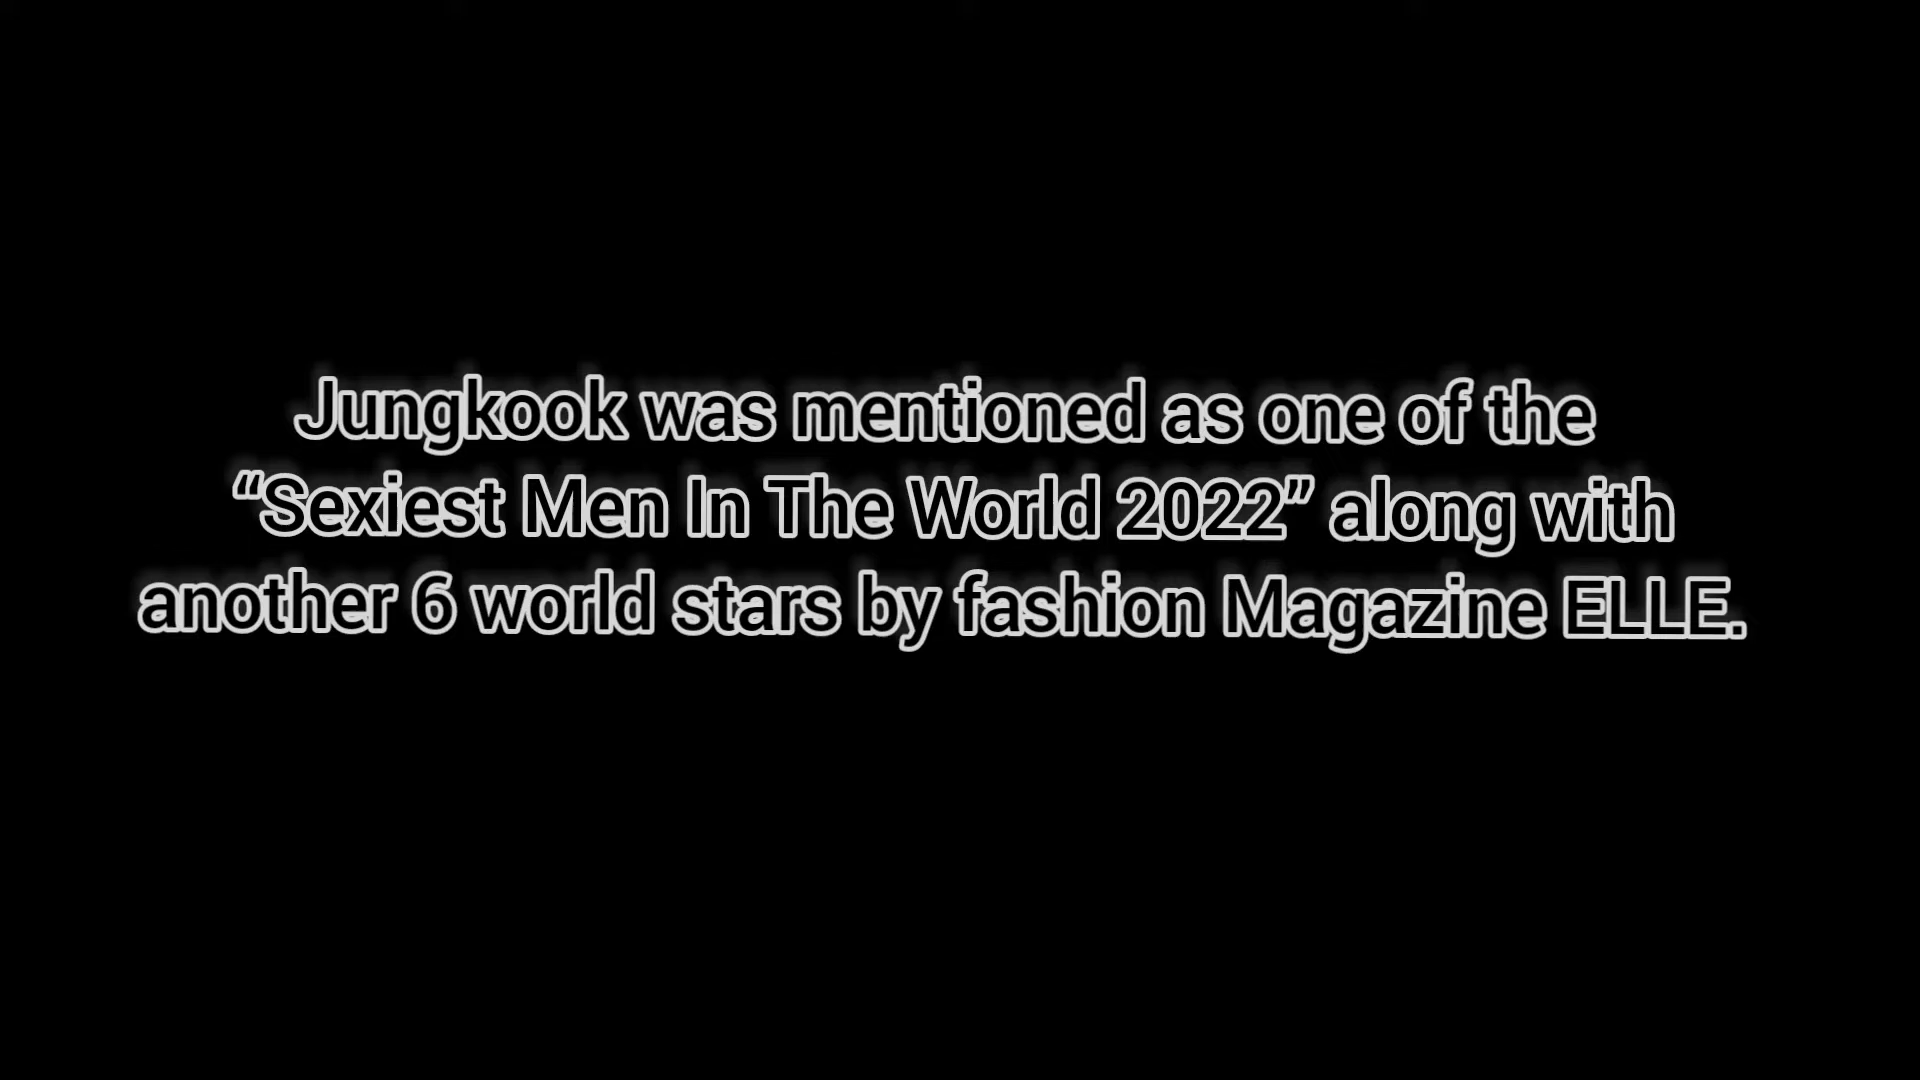 Jungkook was mentioned as one of the
“Sexiest Men In The World 2022” along with
another 6 world stars by fashion Magazine ELLE.